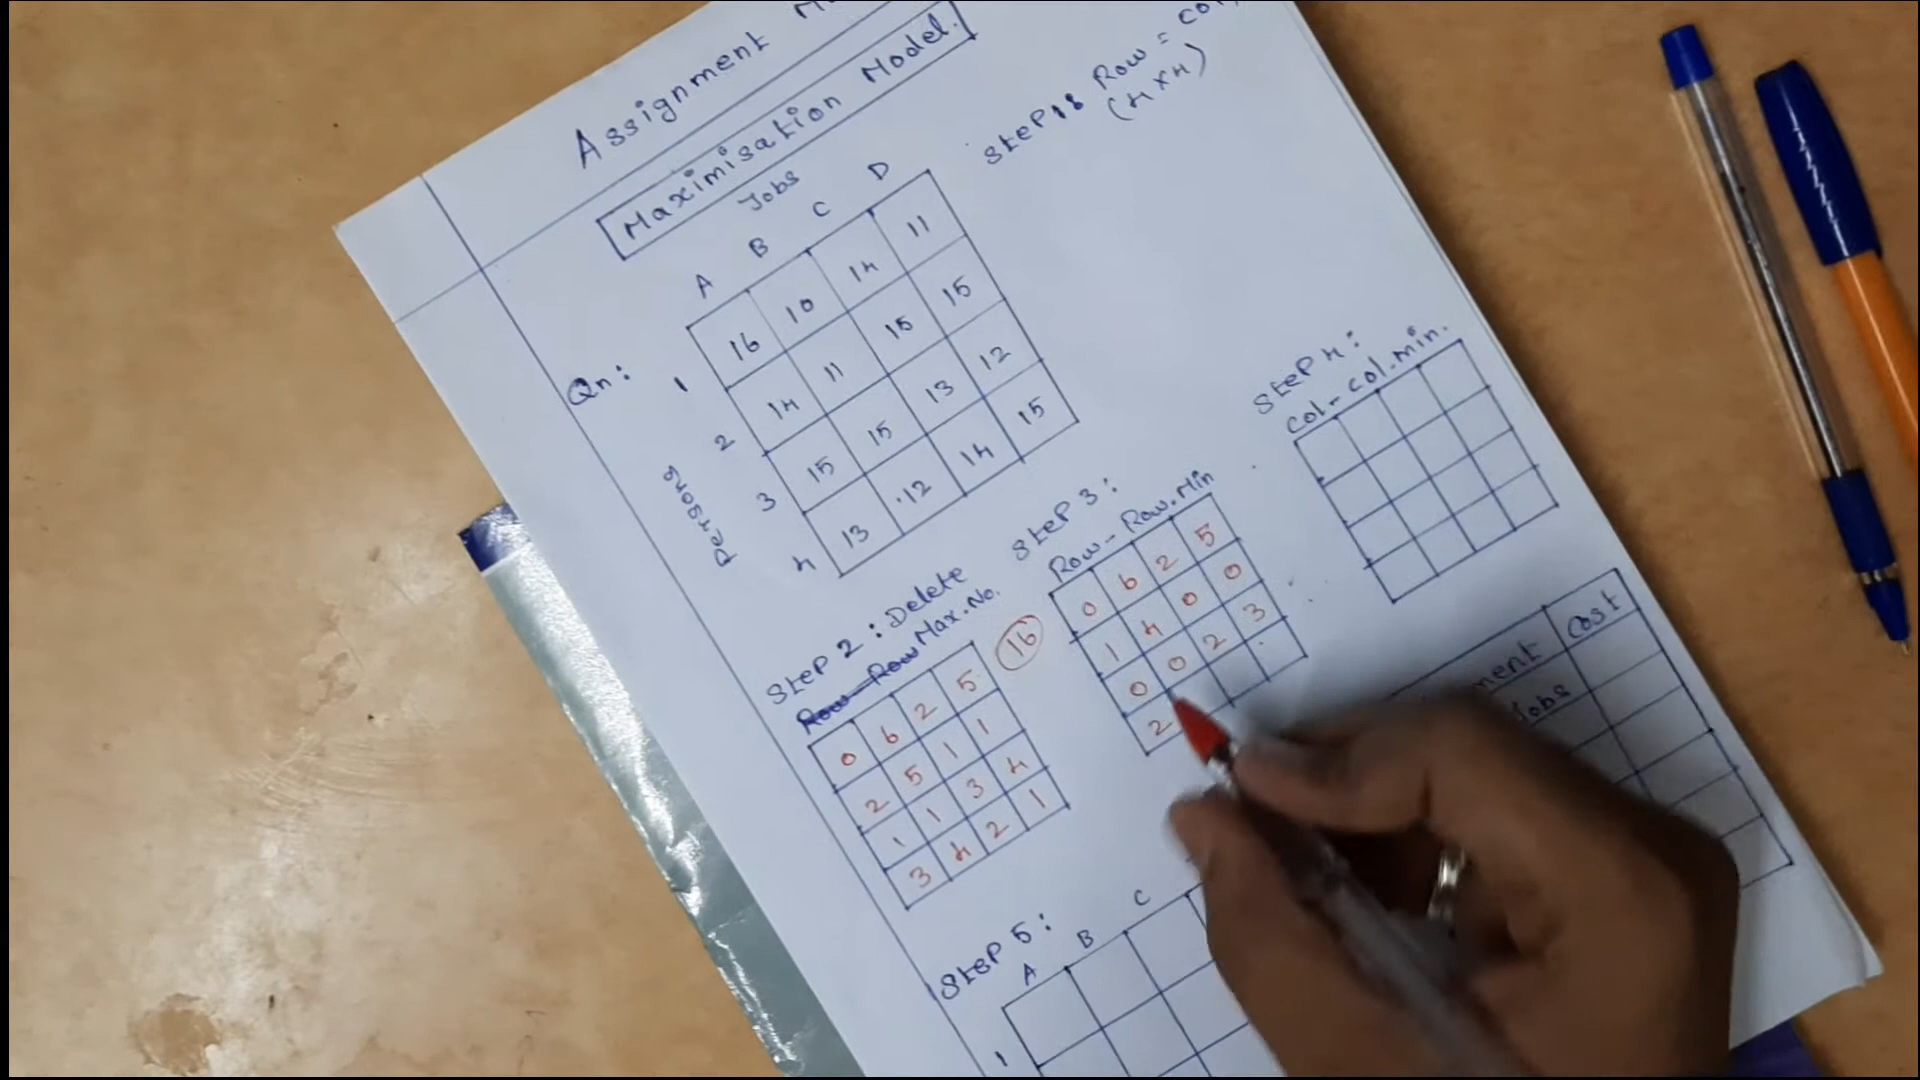 Assignment
Maximisation Model.
Step 1: Row = Col
(4×4)
Jobs
A B C D
Qn:
Persons
1 16 10 14 11
2 14 11 15 15
3 15 15 13 12
4 13 12 14 15
Step 2: Delete
Max. No.
16
0 6 2 5
2 5 1 1
1 1 3 4
3 4 2 1
Step 3:
Row - Row. Min
0 6 2 5
1 4 0 0
0 0 2 3
2
Step 4:
Col - Col. Min.
Cost
Jobs
Step 5:
A B C
1